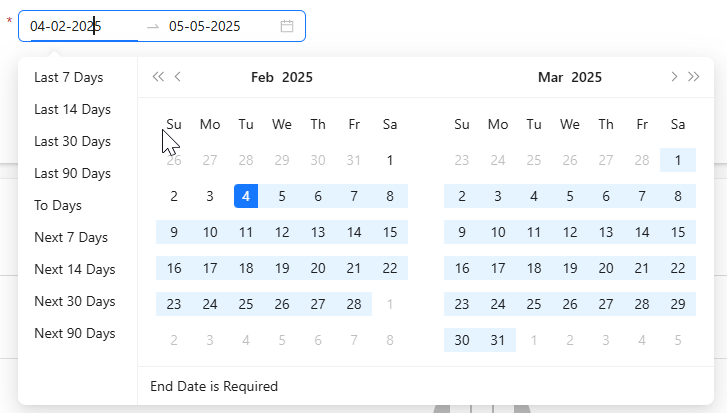 * 04-02-2025 → 05-05-2025
Last 7 Days
Last 14 Days
Last 30 Days
Last 90 Days
To Days
Next 7 Days
Next 14 Days
Next 30 Days
Next 90 Days
Feb 2025
Su Mo Tu We Th Fr Sa
26 27 28 29 30 31 1
2 3 4 5 6 7 8
9 10 11 12 13 14 15
16 17 18 19 20 21 22
23 24 25 26 27 28 1
2 3 4 5 6 7 8
Mar 2025
Su Mo Tu We Th Fr Sa
23 24 25 26 27 28 1
2 3 4 5 6 7 8
9 10 11 12 13 14 15
16 17 18 19 20 21 22
23 24 25 26 27 28 29
30 31 1 2 3 4 5
End Date is Required